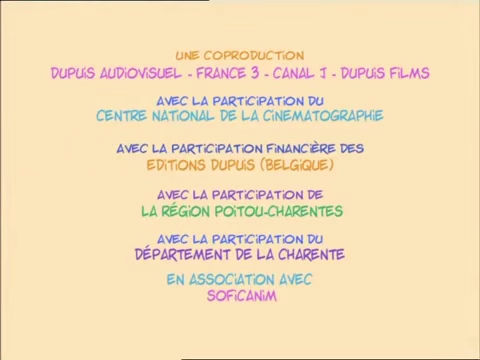 UNE COPRODUCTION
DUPUIS AUDIOVISUEL - FRANCE 3 - CANAL J - DUPUIS FILMS
AVEC LA PARTICIPATION DU
CENTRE NATIONAL DE LA CINEMATOGRAPHIE
AVEC LA PARTICIPATION FINANCIÈRE DES
EDITIONS DUPUIS (BELGIQUE)
AVEC LA PARTICIPATION DE
LA RÉGION POITOU-CHARENTES
AVEC LA PARTICIPATION DU
DÉPARTEMENT DE LA CHARENTE
EN ASSOCIATION AVEC
SOFICANIM